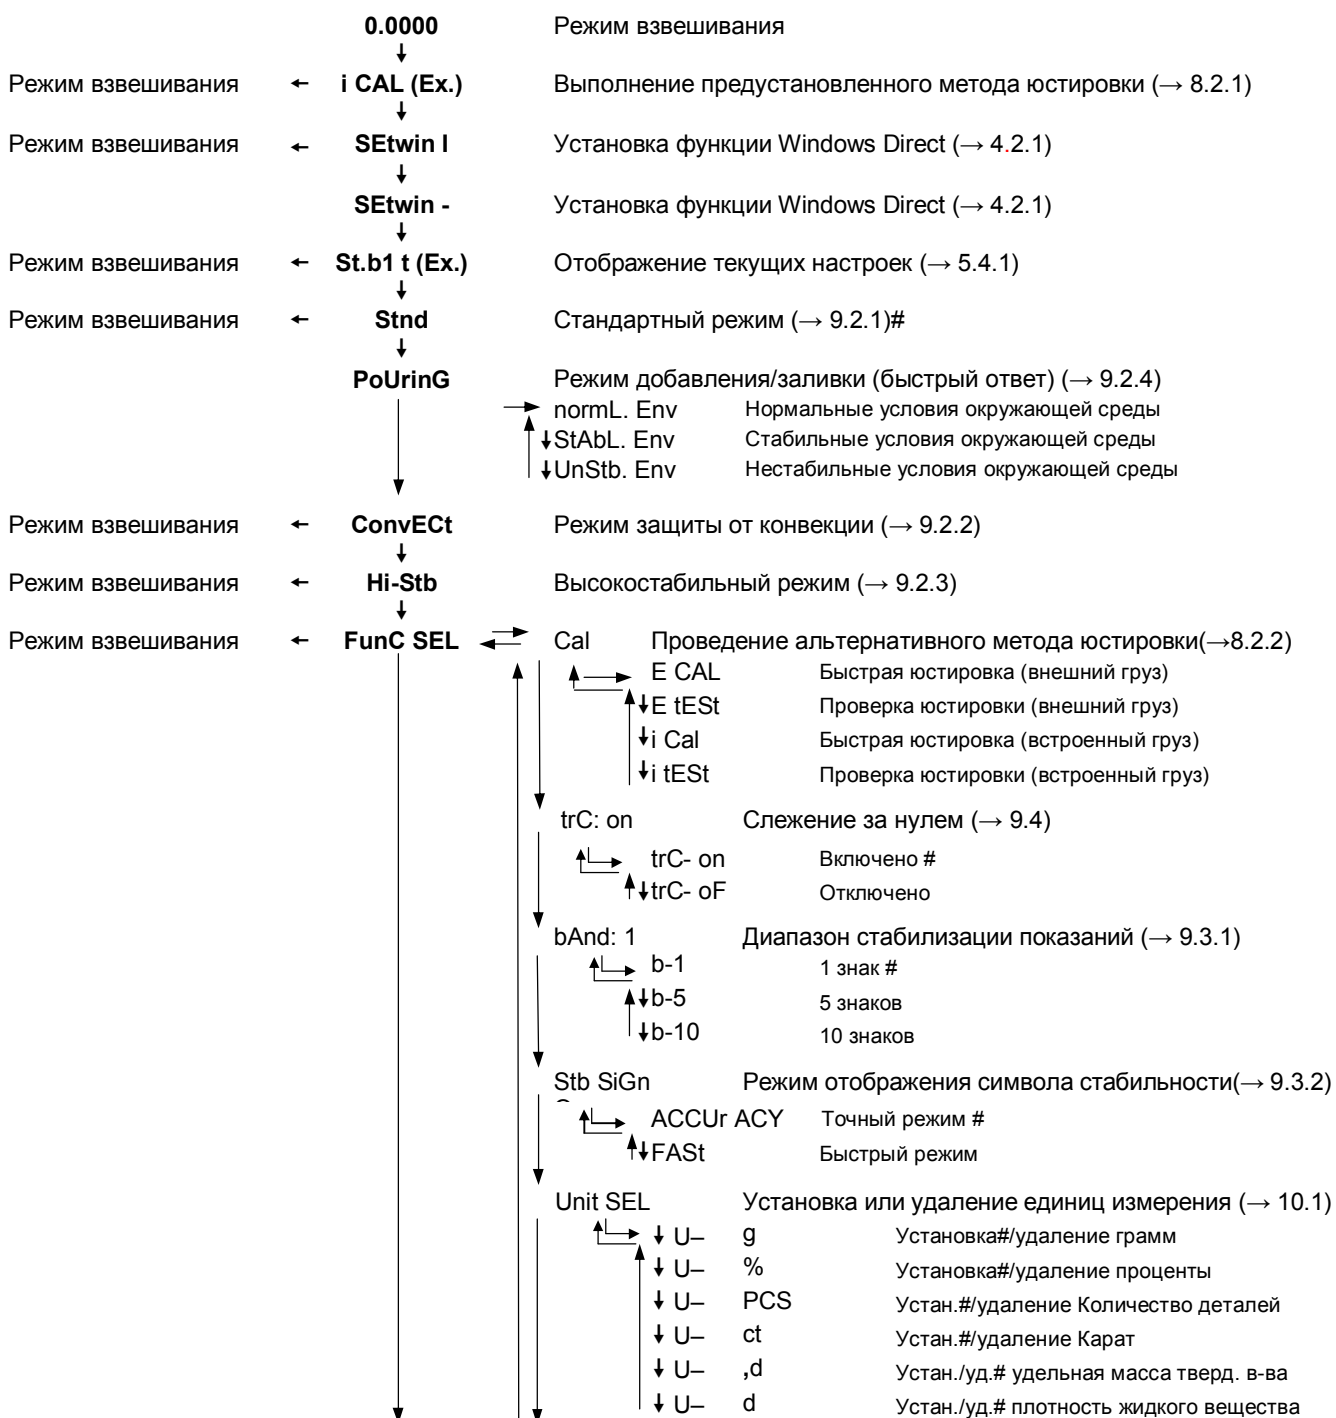 0.0000 Режим взвешивания
Режим взвешивания ← i CAL (Ex.) Выполнение предустановленного метода юстировки (→ 8.2.1)
Режим взвешивания ← SEtwin I Установка функции Windows Direct (→ 4.2.1)
SEtwin - Установка функции Windows Direct (→ 4.2.1)
Режим взвешивания ← St.b1 t (Ex.) Отображение текущих настроек (→ 5.4.1)
Режим взвешивания ← Stnd Стандартный режим (→ 9.2.1)#
PoUrinG Режим добавления/заливки (быстрый ответ) (→ 9.2.4)
normL. Env Нормальные условия окружающей среды
StAbL. Env Стабильные условия окружающей среды
UnStb. Env Нестабильные условия окружающей среды
Режим взвешивания ← ConvECt Режим защиты от конвекции (→ 9.2.2)
Режим взвешивания ← Hi-Stb Высокостабильный режим (→ 9.2.3)
Режим взвешивания ← FunC SEL Cal Проведение альтернативного метода юстировки(→8.2.2)
E CAL Быстрая юстировка (внешний груз)
E tESt Проверка юстировки (внешний груз)
i Cal Быстрая юстировка (встроенный груз)
i tESt Проверка юстировки (встроенный груз)
trC: on Слежение за нулем (→ 9.4)
trC- on Включено #
trC- oF Отключено
bAnd: 1 Диапазон стабилизации показаний (→ 9.3.1)
b-1 1 знак #
b-5 5 знаков
b-10 10 знаков
Stb SiGn Режим отображения символа стабильности(→ 9.3.2)
ACCUr ACY Точный режим #
FASt Быстрый режим
Unit SEL Установка или удаление единиц измерения (→ 10.1)
U– g Установка#/удаление грамм
U– % Установка#/удаление проценты
U– PCS Устан.#/удаление Количество деталей
U– ct Устан.#/удаление Карат
U– ,d Устан./уд.# удельная масса тверд. в-ва
U– d Устан./уд.# плотность жидкого вещества